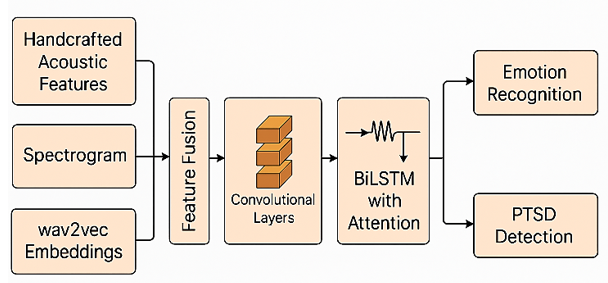 Handcrafted
Acoustic
Features
Spectrogram
wav2vec
Embeddings
Feature Fusion
Convolutional
Layers
BiLSTM
with
Attention
Emotion
Recognition
PTSD
Detection